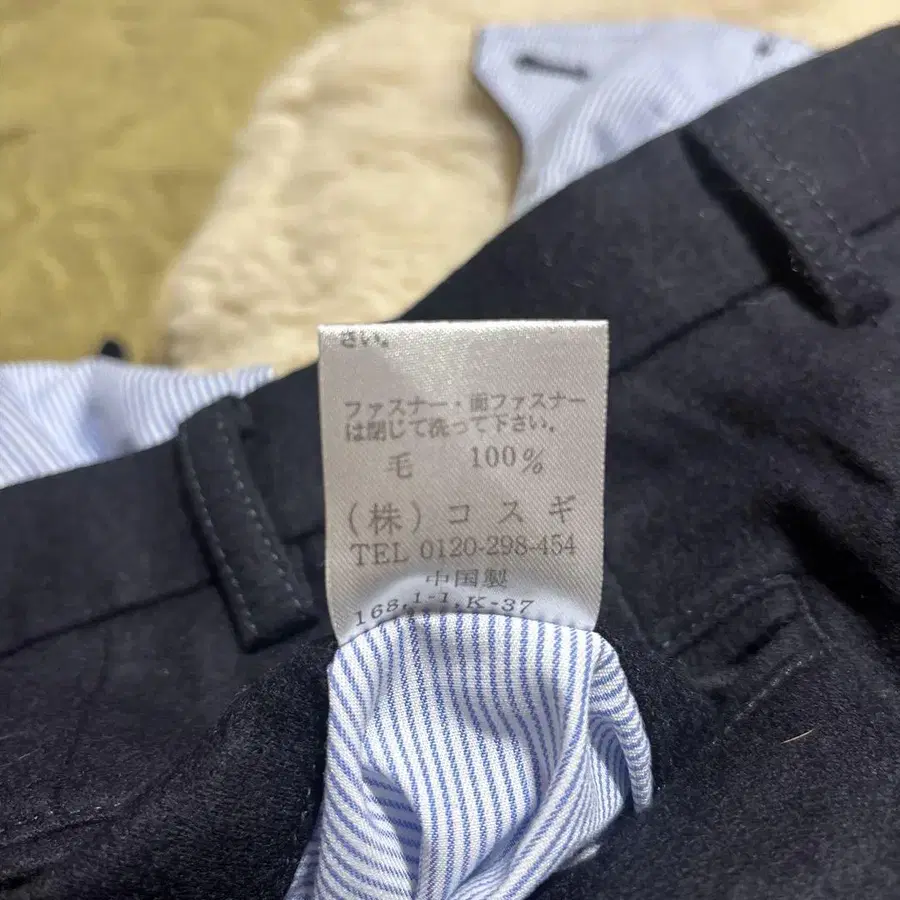 さい。
ファスナー・面ファスナー
は閉じて洗って下さい。
毛 100%
(株) コスギ
TEL 0120-298-454
中国製
168.1-1.K-37